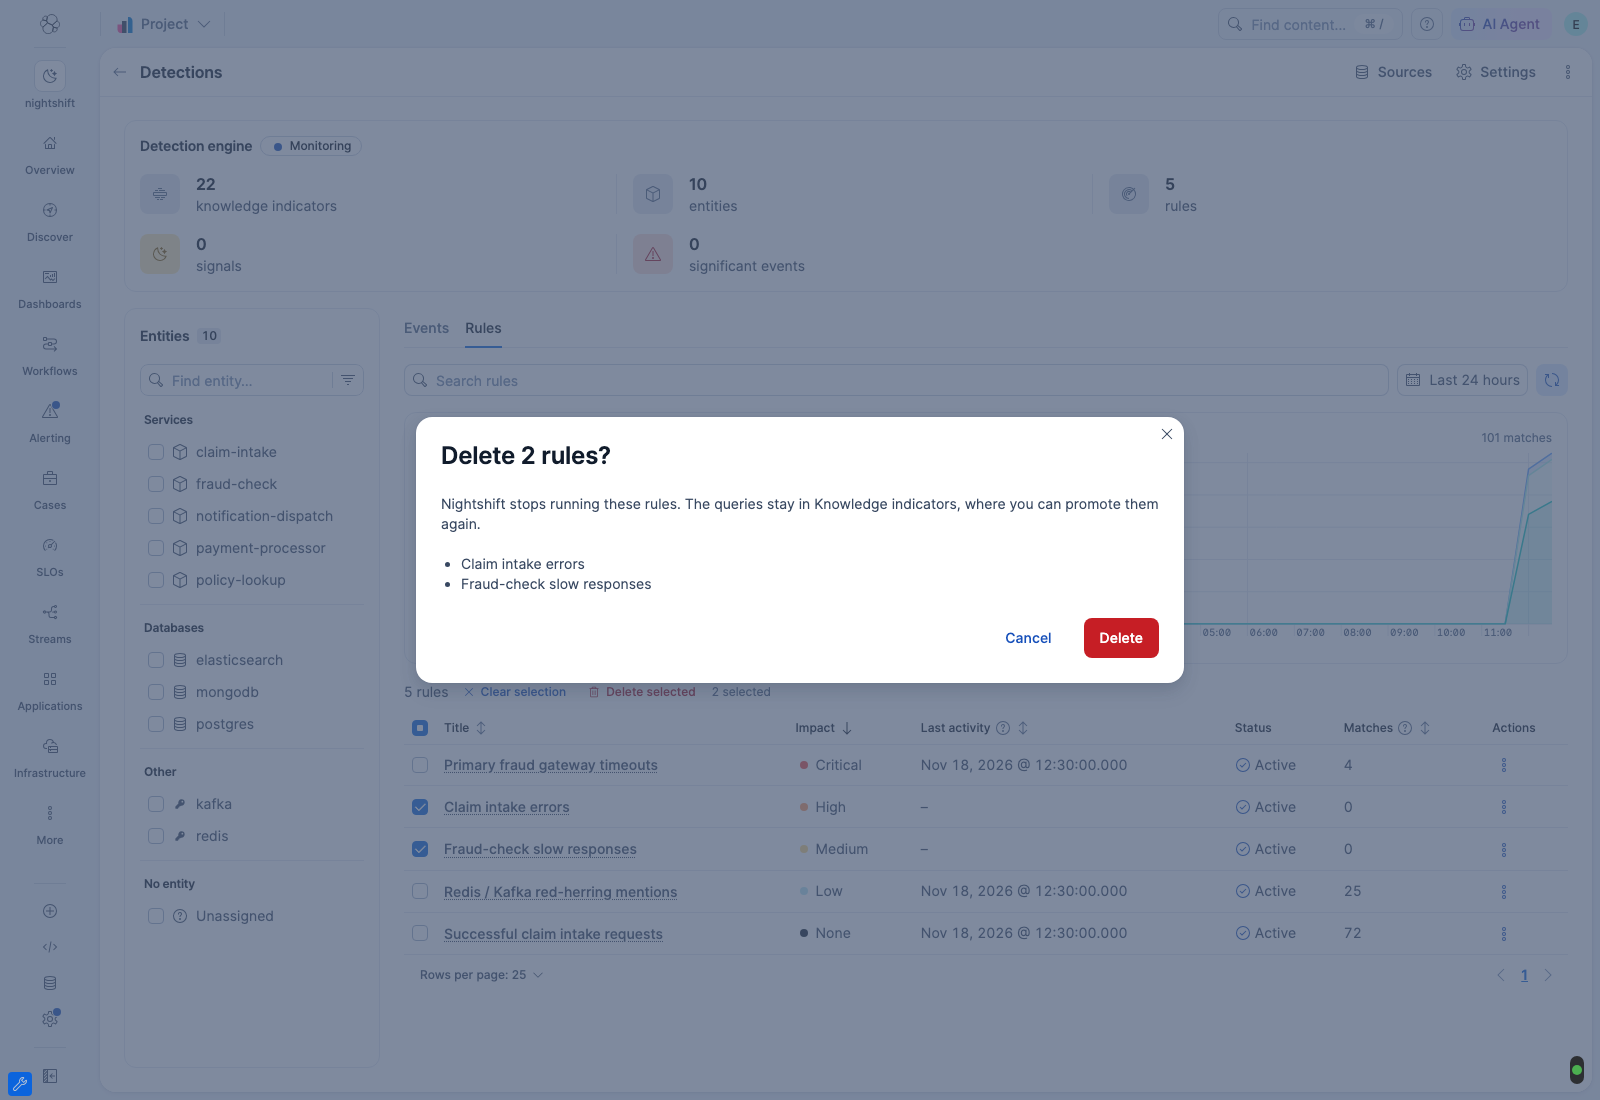 Project
Find content...
⌘ /
AI Agent
E
nightshift
Overview
Discover
Dashboards
Workflows
Alerting
Cases
SLOs
Streams
Applications
Infrastructure
More
Detections
Sources
Settings
Detection engine
Monitoring
22
knowledge indicators
10
entities
5
rules
0
signals
0
significant events
Entities 10
Find entity...
Services
claim-intake
fraud-check
notification-dispatch
payment-processor
policy-lookup
Databases
elasticsearch
mongodb
postgres
Other
kafka
redis
No entity
Unassigned
Events
Rules
Search rules
Last 24 hours
101 matches
05:00 06:00 07:00 08:00 09:00 10:00 11:00
Delete 2 rules?
Nightshift stops running these rules. The queries stay in Knowledge indicators, where you can promote them
again.
Claim intake errors
Fraud-check slow responses
Cancel
Delete
5 rules
Clear selection
Delete selected
2 selected
Title Impact Last activity Status Matches Actions
Primary fraud gateway timeouts Critical Nov 18, 2026 @ 12:30:00.000 Active 4
Claim intake errors High – Active 0
Fraud-check slow responses Medium – Active 0
Redis / Kafka red-herring mentions Low Nov 18, 2026 @ 12:30:00.000 Active 25
Successful claim intake requests None Nov 18, 2026 @ 12:30:00.000 Active 72
Rows per page: 25
1